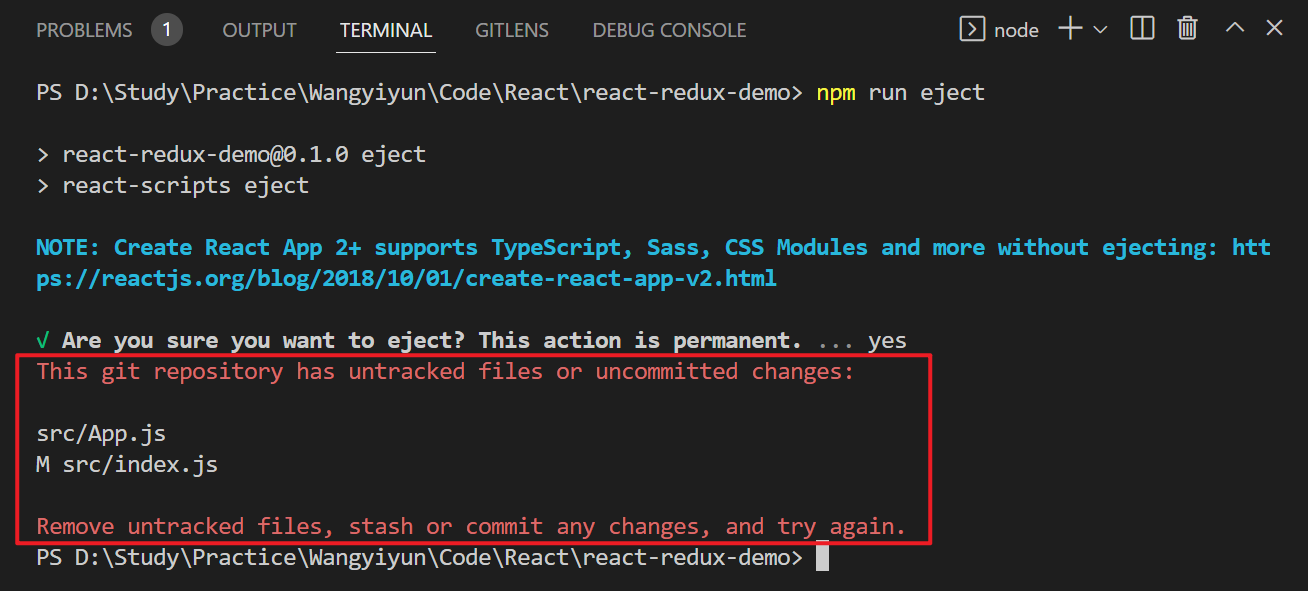 PROBLEMS 1 OUTPUT TERMINAL GITLENS DEBUG CONSOLE node
PS D:\Study\Practice\Wangyiyun\Code\React\react-redux-demo> npm run eject
> react-redux-demo@0.1.0 eject
> react-scripts eject
NOTE: Create React App 2+ supports TypeScript, Sass, CSS Modules and more without ejecting: htt
ps://reactjs.org/blog/2018/10/01/create-react-app-v2.html
√ Are you sure you want to eject? This action is permanent. ... yes
This git repository has untracked files or uncommitted changes:
src/App.js
M src/index.js
Remove untracked files, stash or commit any changes, and try again.
PS D:\Study\Practice\Wangyiyun\Code\React\react-redux-demo>